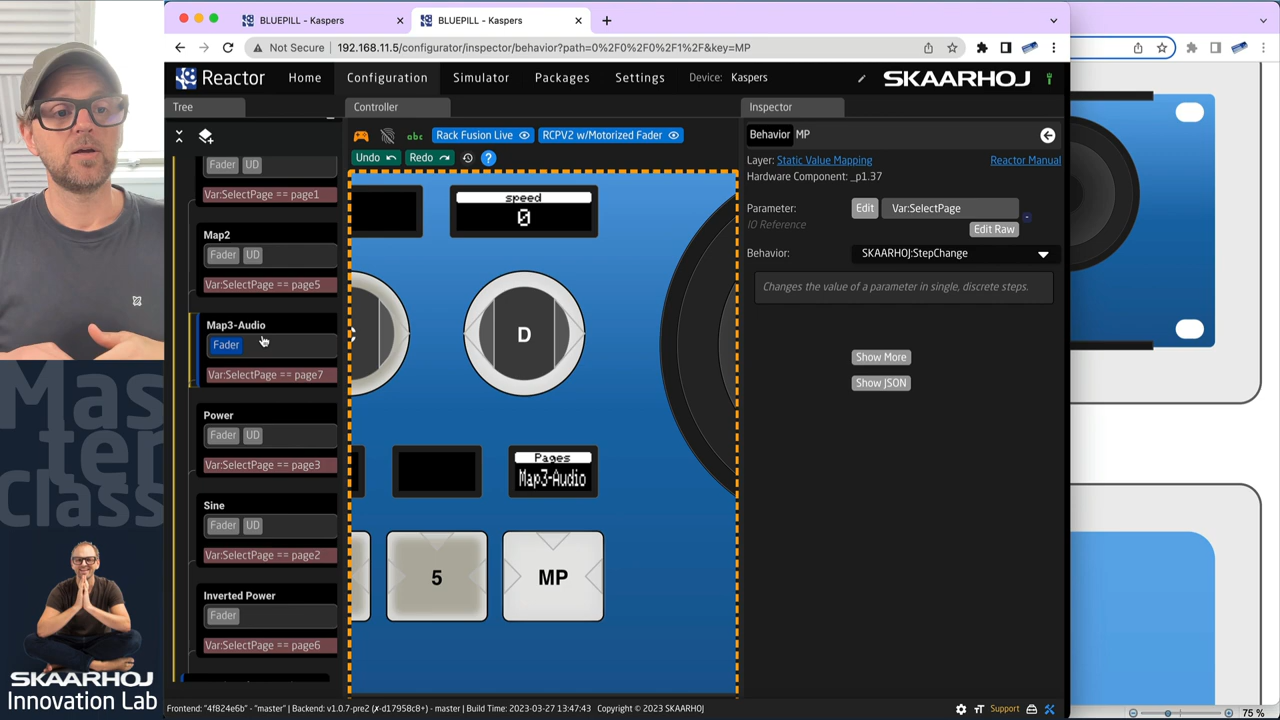 BLUEPILL - Kaspers
BLUEPILL - Kaspers
Not Secure
192.168.11.5/configurator/inspector/behavior?path=0%2F0%2F0%2F1%2F&key=MP
Reactor
Home
Configuration
Simulator
Packages
Settings
Device: Kaspers
SKAARHOJ
Tree
Controller
Inspector
abc
Rack Fusion Live
RCPV2 w/Motorized Fader
Undo
Redo
?
Fader UD
Var:SelectPage == page1
Map2
Fader UD
Var:SelectPage == page5
Map3-Audio
Fader
Var:SelectPage == page7
Power
Fader UD
Var:SelectPage == page3
Sine
Fader UD
Var:SelectPage == page2
Inverted Power
Fader
Var:SelectPage == page6
speed
0
C
D
Pages
Map3-Audio
5
MP
Behavior MP
Layer: Static Value Mapping
Reactor Manual
Hardware Component: _p1.37
Parameter:
Edit
Var:SelectPage
IO Reference
Edit Raw
Behavior:
SKAARHOJ:StepChange
Changes the value of a parameter in single, discrete steps.
Show More
Show JSON
Master
Class
SKAARHOJ
Innovation Lab
Frontend: "4f824e6b" - "master" | Backend: v1.0.7-pre2 (✗-d17958c8+) - master | Build Time: 2023-03-27 13:47:43 Copyright © 2023 SKAARHOJ
Support
75 %